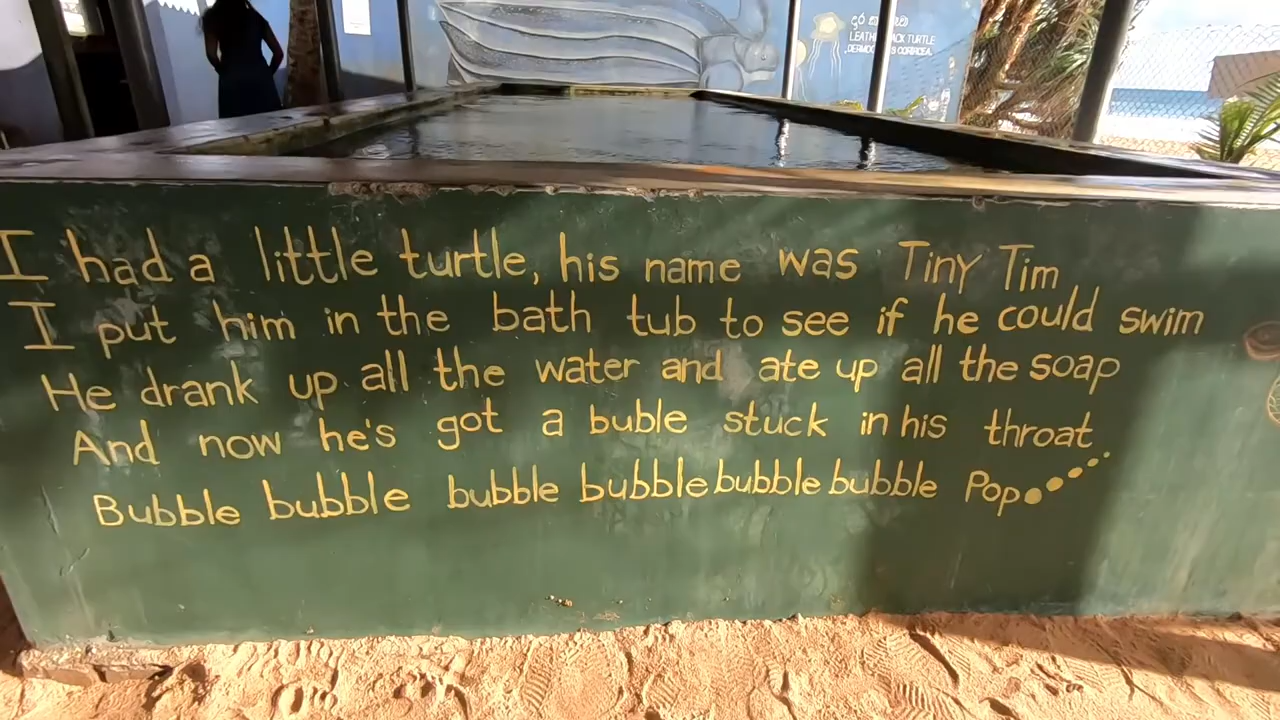 LEATHERBACK TURTLE
I had a little turtle, his name was Tiny Tim
I put him in the bath tub to see if he could swim
He drank up all the water and ate up all the soap
And now he's got a buble stuck in his throat
Bubble bubble bubble bubble bubble bubble Pop